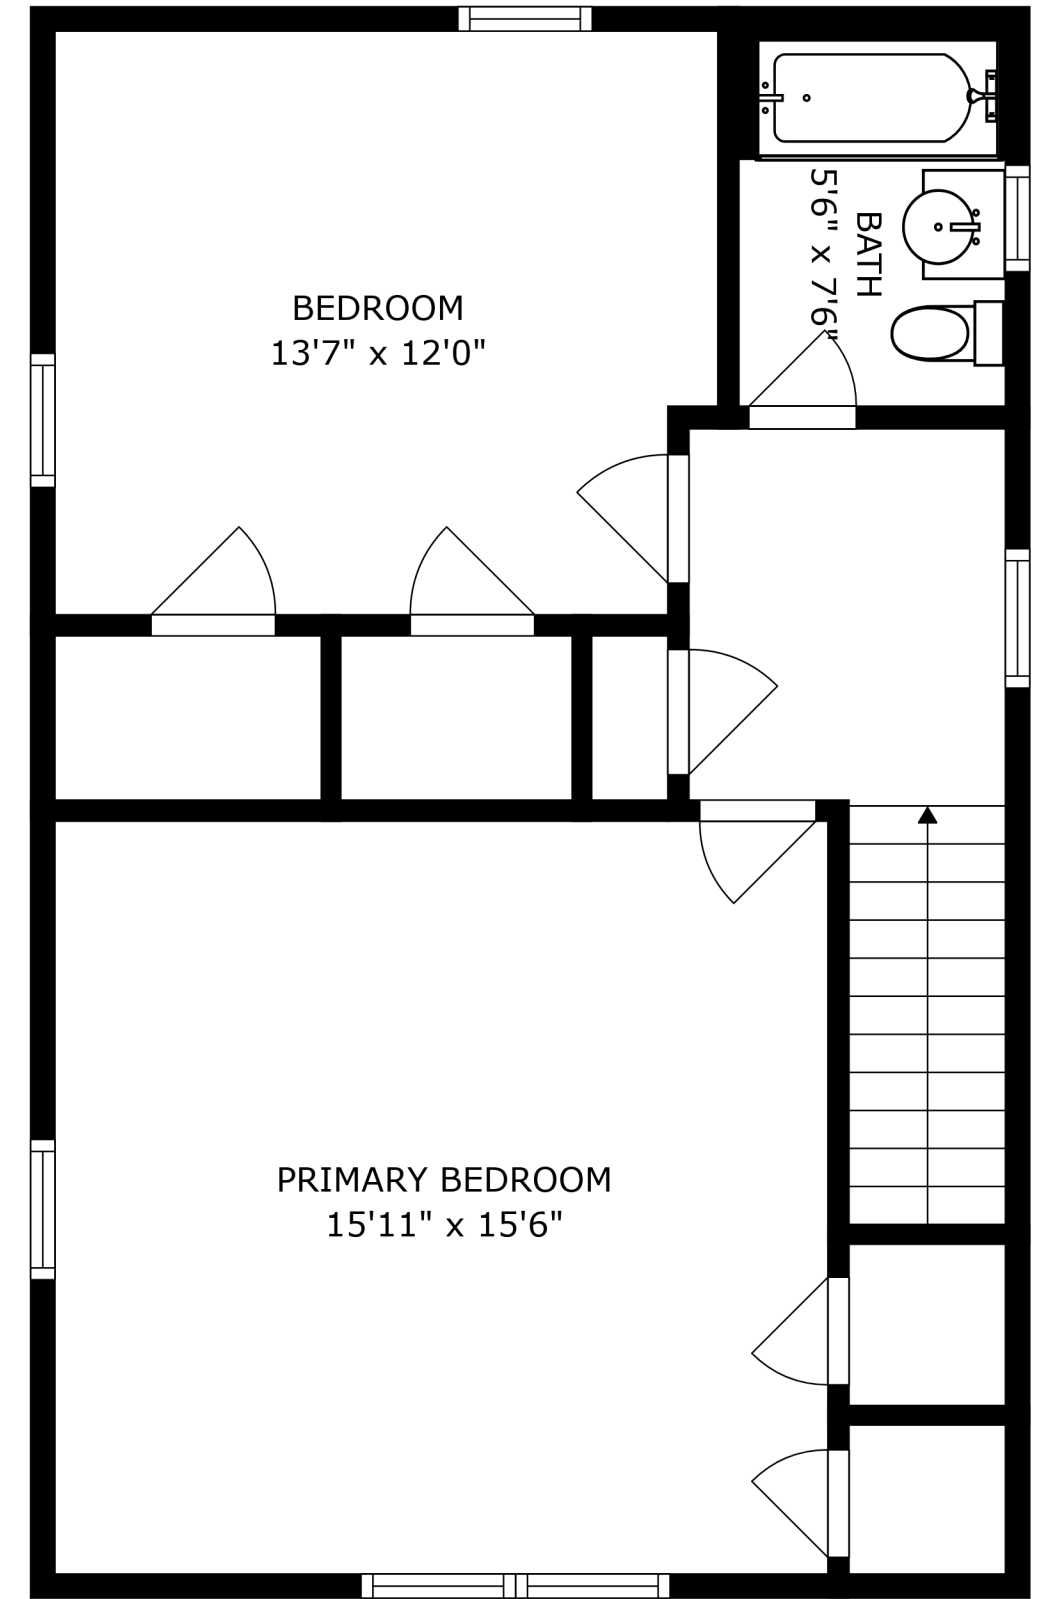 BEDROOM
13'7" x 12'0"
BATH
5'6" x 7'6"
PRIMARY BEDROOM
15'11" x 15'6"